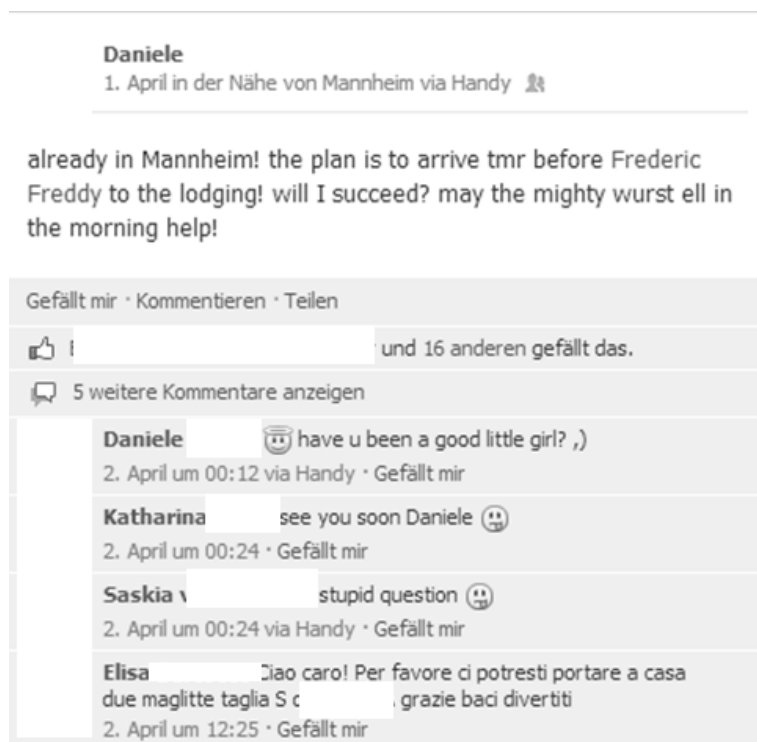 Daniele
1. April in der Nähe von Mannheim via Handy
already in Mannheim! the plan is to arrive tmr before Frederic
Freddy to the lodging! will I succeed? may the mighty wurst ell in
the morning help!
Gefällt mir · Kommentieren · Teilen
und 16 anderen gefällt das.
5 weitere Kommentare anzeigen
Daniele have u been a good little girl? ,)
2. April um 00:12 via Handy · Gefällt mir
Katharina see you soon Daniele
2. April um 00:24 · Gefällt mir
Saskia stupid question
2. April um 00:24 via Handy · Gefällt mir
Elisa Ciao caro! Per favore ci potresti portare a casa
due maglitte taglia S grazie baci divertiti
2. April um 12:25 · Gefällt mir